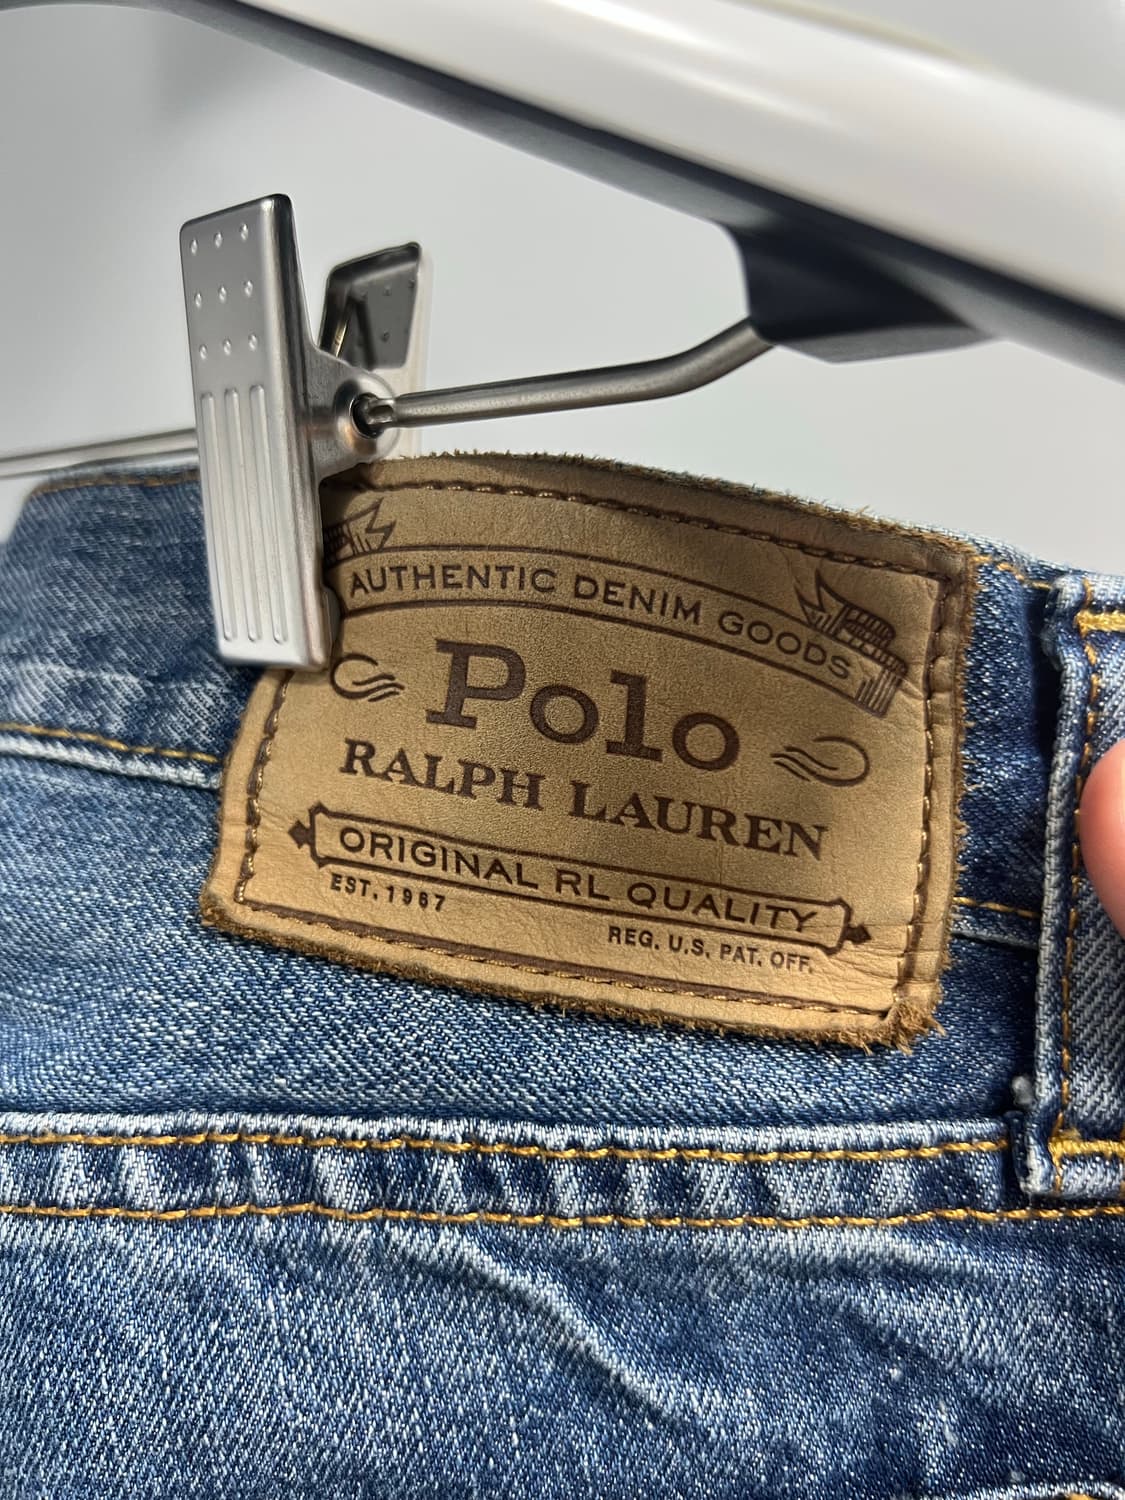 AUTHENTIC DENIM GOODS
Polo
RALPH LAUREN
ORIGINAL RL QUALITY
EST. 1967
REG. U.S. PAT. OFF.